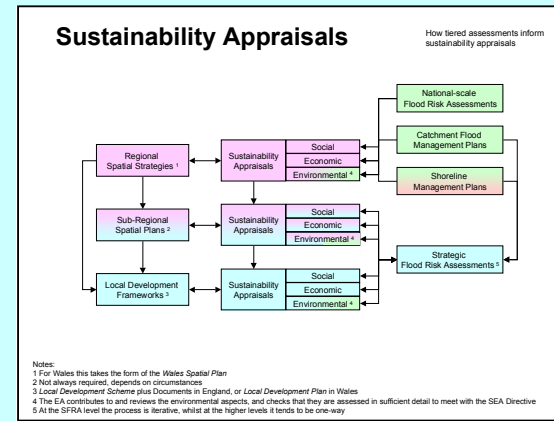 Sustainability Appraisals
How tiered assessments inform
sustainability appraisals
National-scale
Flood Risk Assessments
Catchment Flood
Management Plans
Shoreline
Management Plans
Regional
Spatial Strategies 1
Sustainability
Appraisals
Social
Economic
Environmental 4
Sub-Regional
Spatial Plans 2
Sustainability
Appraisals
Social
Economic
Environmental 4
Strategic
Flood Risk Assessments 5
Local Development
Frameworks 3
Sustainability
Appraisals
Social
Economic
Environmental 4
Notes:
1 For Wales this takes the form of the Wales Spatial Plan
2 Not always required, depends on circumstances
3 Local Development Scheme plus Documents in England, or Local Development Plan in Wales
4 The EA contributes to and reviews the environmental aspects, and checks that they are assessed in sufficient detail to meet with the SEA Directive
5 At the SFRA level the process is iterative, whilst at the higher levels it tends to be one-way